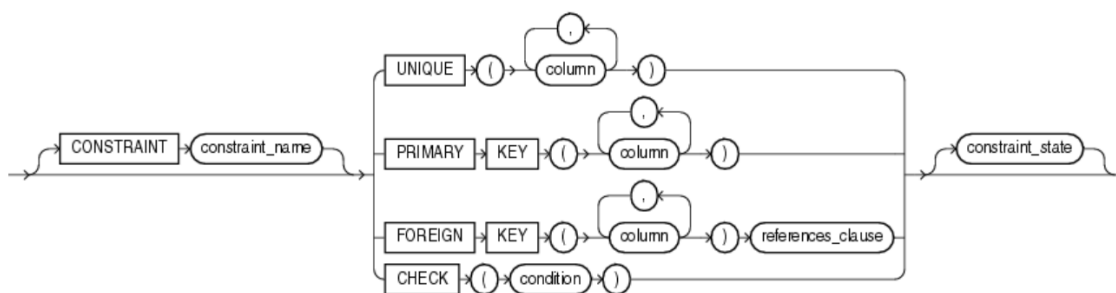 ,
UNIQUE ( column )
,
CONSTRAINT constraint_name PRIMARY KEY ( column ) constraint_state
,
FOREIGN KEY ( column ) references_clause
CHECK ( condition )